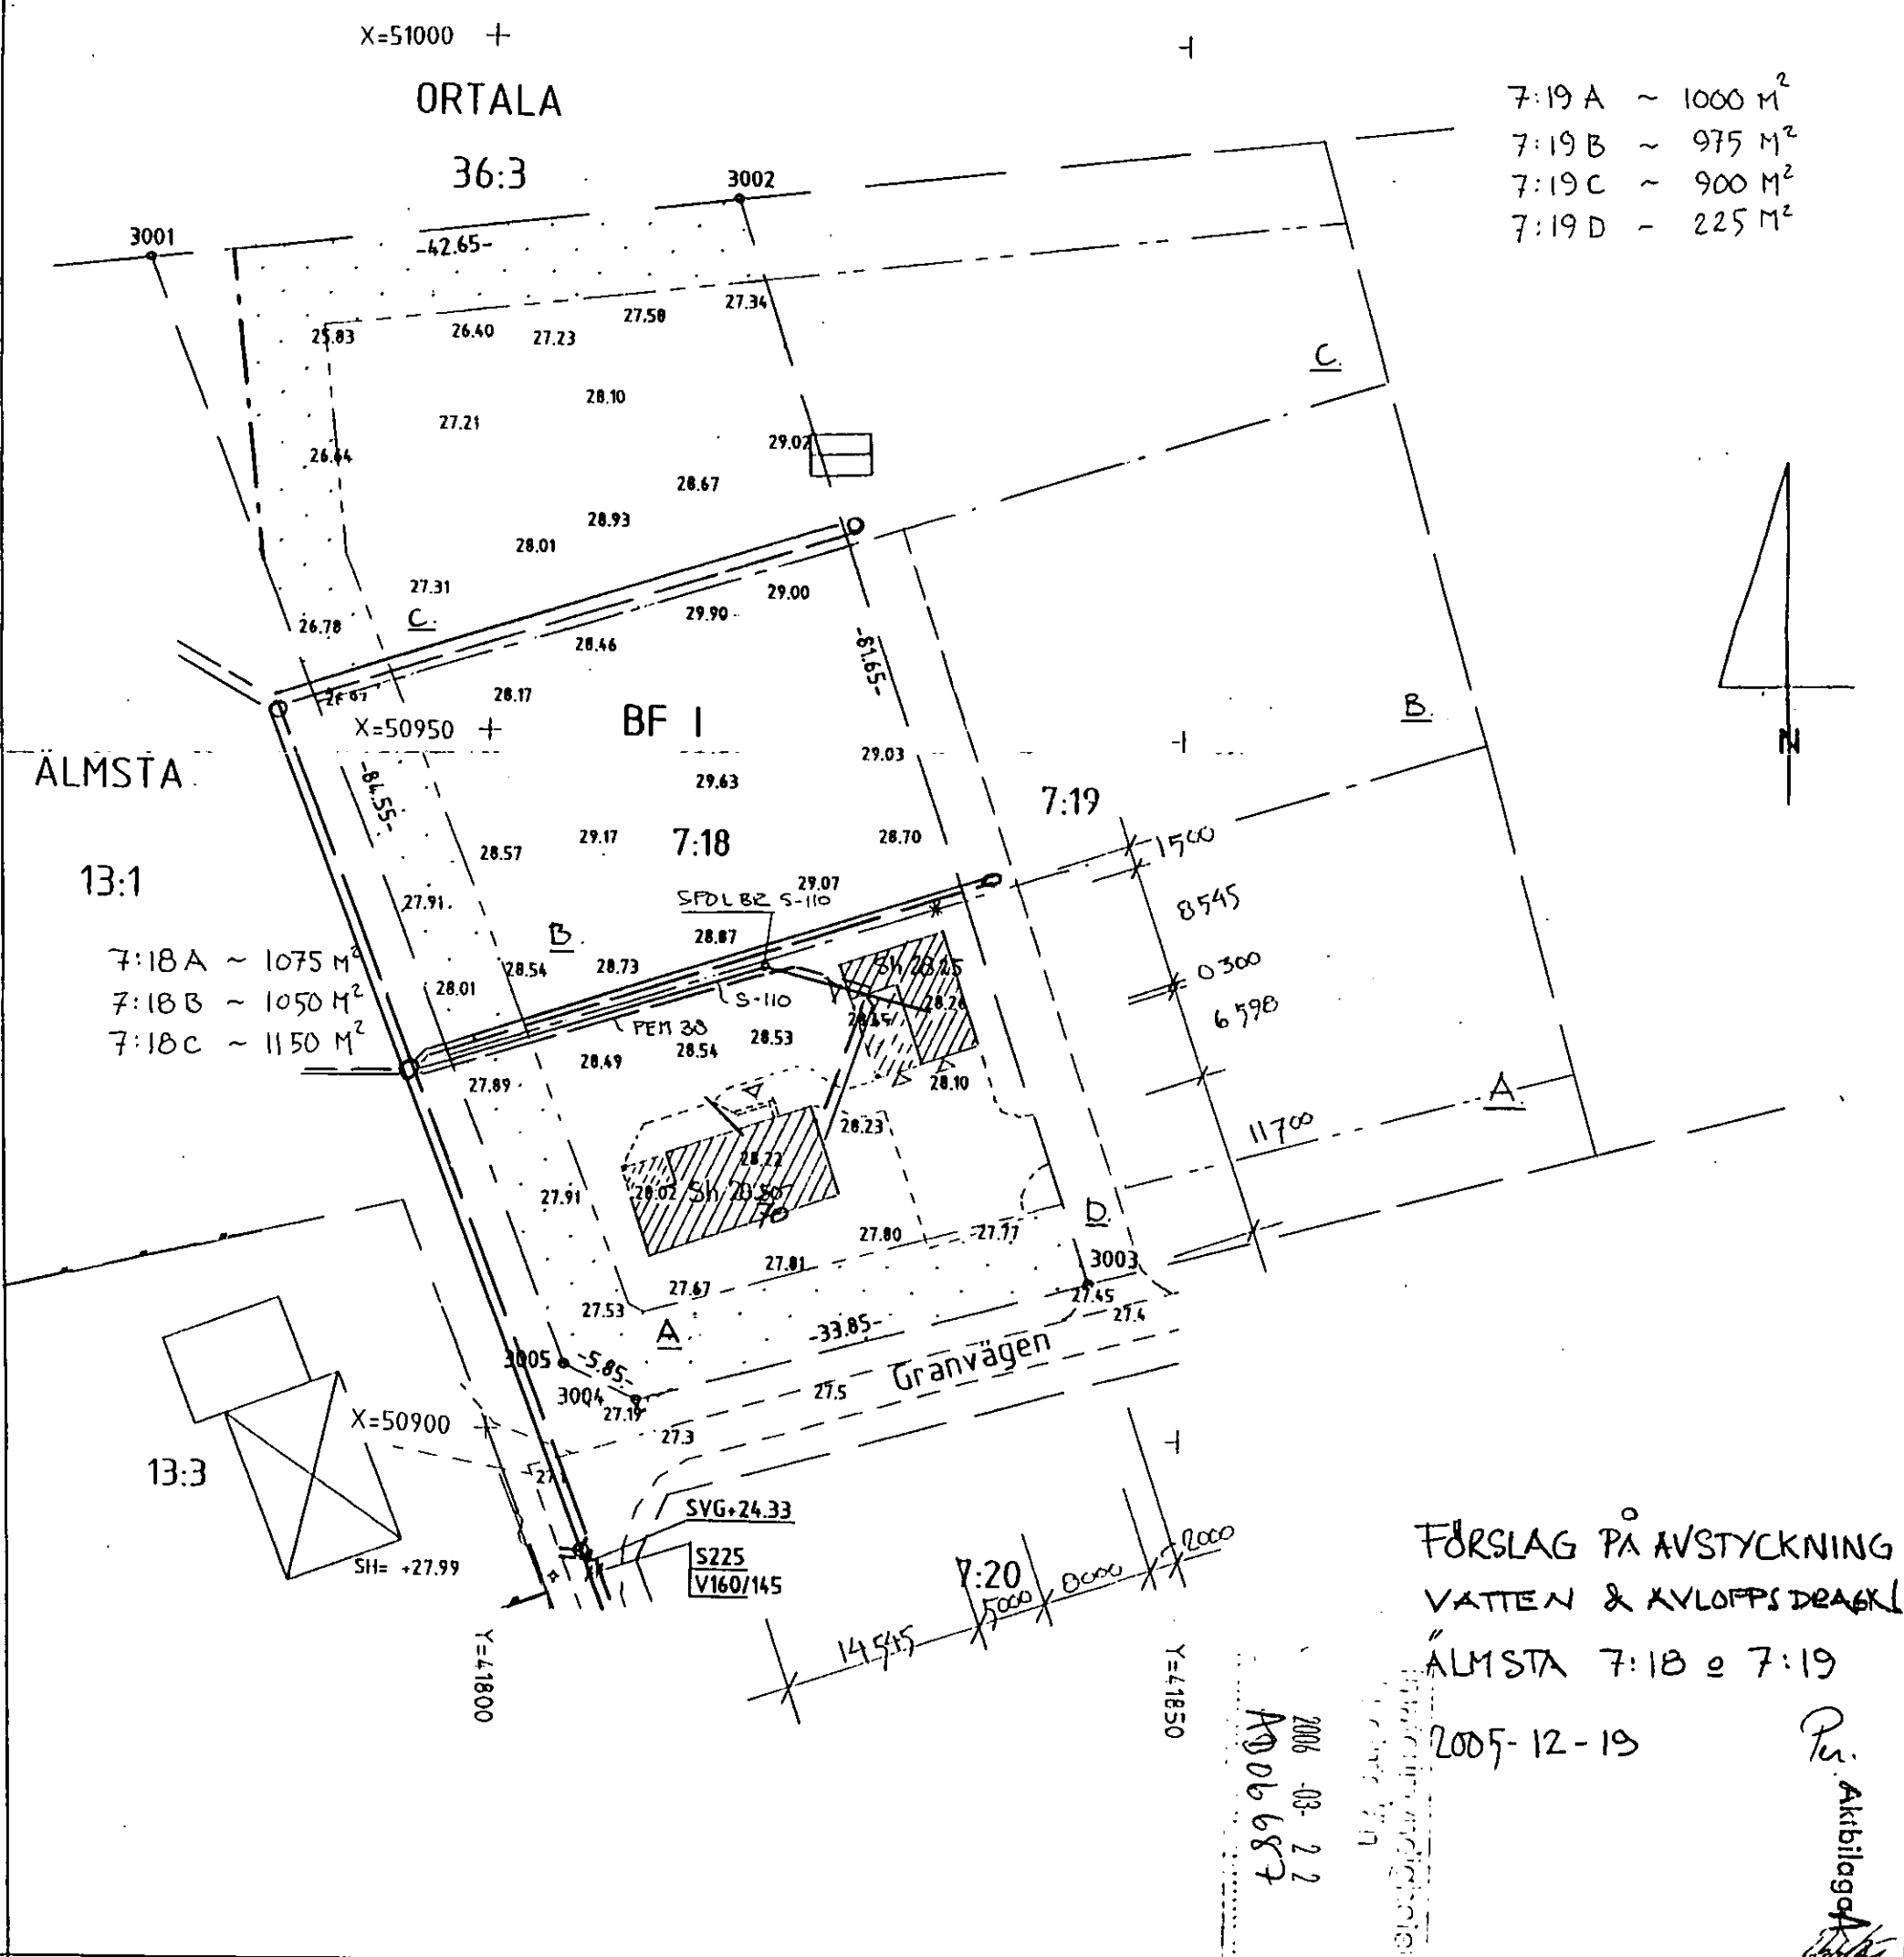 X=51000
ORTALA
36:3
7:19 A ~ 1000 M²
7:19 B ~ 975 M²
7:19 C ~ 900 M²
7:19 D - 225 M²
3001
3002
-42.65-
25.83
26.40
27.23
27.58
27.34
28.10
27.21
C.
26.64
29.02
28.67
28.93
28.01
27.31
29.00
29.90
C.
26.78
28.46
-81.65-
28.17
X=50950
BF I
B.
N
ÄLMSTA
29.03
29.63
-84.55-
7:19
28.57
29.17
7:18
28.70
1500
13:1
29.07
27.91
SPOLBR S-110
8545
B.
28.87
7:18 A ~ 1075 M²
7:18 B ~ 1050 M²
7:18 C ~ 1150 M²
28.54
28.73
28.01
S-110
28.26
0300
6598
PEM 38
28.53
28.54
28.49
27.89
28.10
A.
11700
28.23
28.22
27.91
28.02
70
D.
27.80
27.77
27.81
3003
27.67
27.45
27.53
27.4
A
-33.85-
Granvägen
3005
-5.85-
3004
27.19
27.5
X=50900
27.3
13:3
SVG+24.33
SH= +27.99
S225
V160/145
7:20
14545
5000
8000
2000
Y=41800
Y=41850
FÖRSLAG PÅ AVSTYCKNING
VATTEN &
ÄLMSTA 7:18 o 7:19
2005-12-19
2006 -03- 22
Aktbilaga